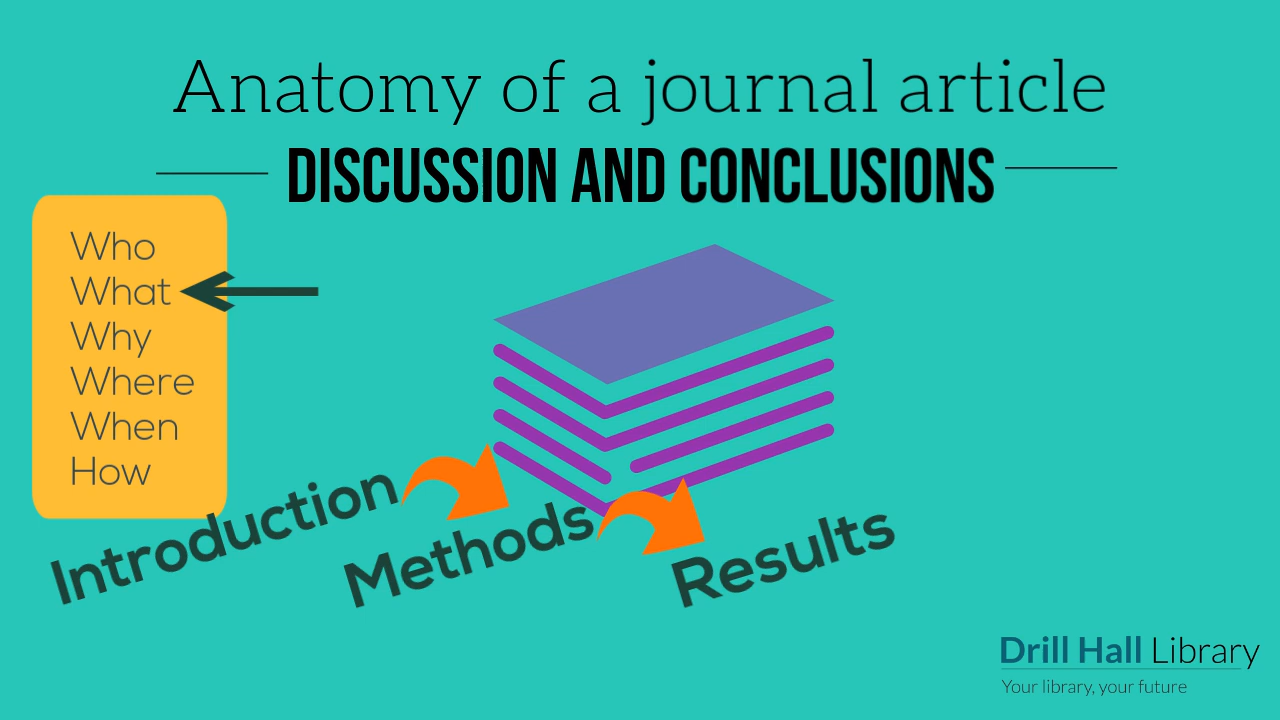 Anatomy of a journal article
DISCUSSION AND CONCLUSIONS
Who
What
Why
Where
When
How
Introduction
Methods
Results
Drill Hall Library
Your library, your future